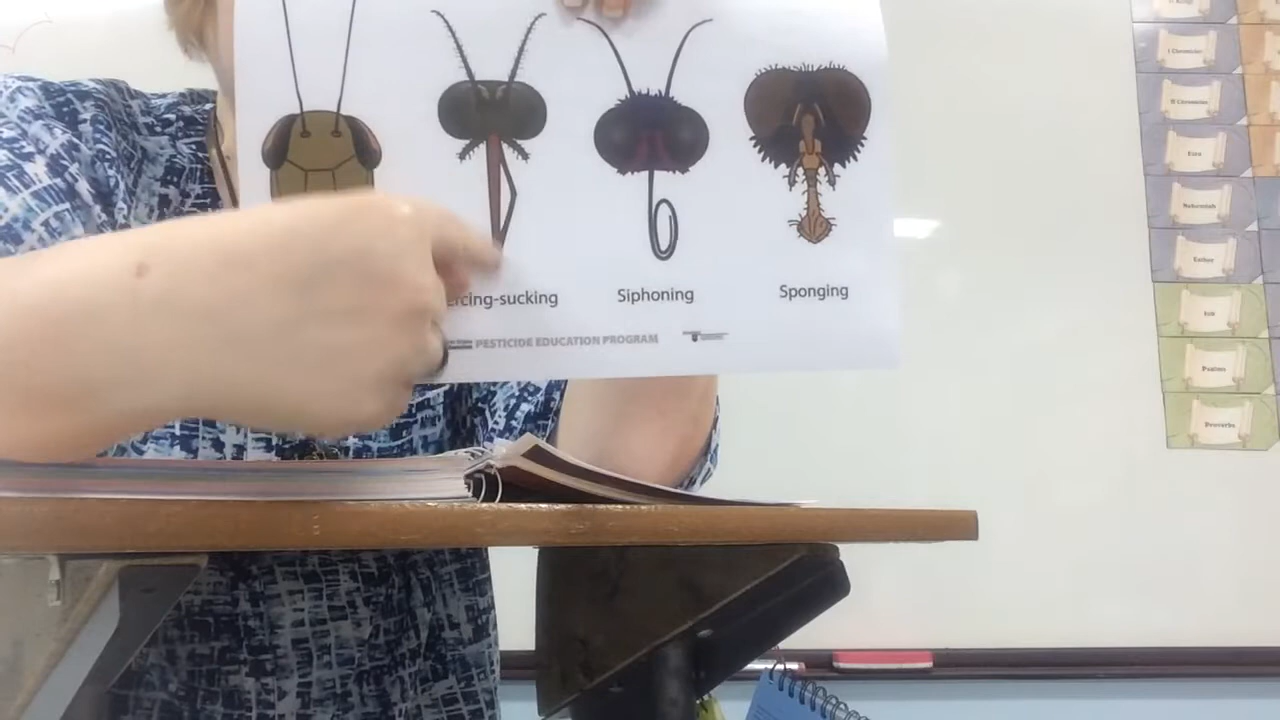 ercing-sucking
Siphoning
Sponging
PESTICIDE EDUCATION PROGRAM
I Chronicles
II Chronicles
Ezra
Nehemiah
Esther
Job
Psalms
Proverbs